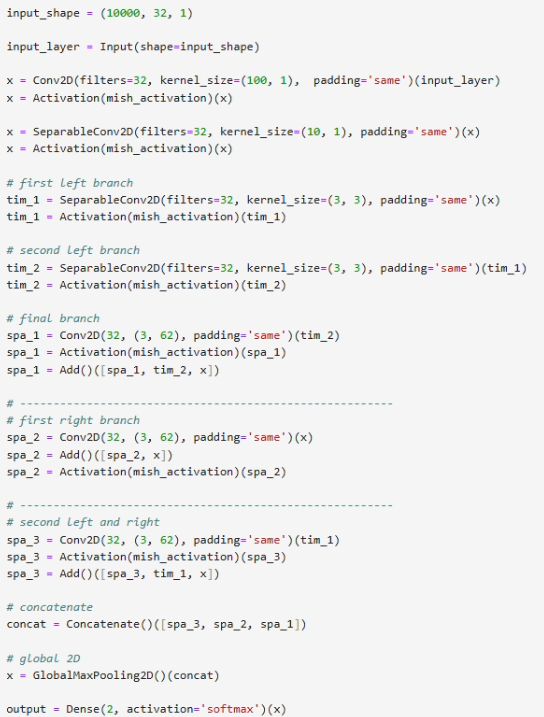 input_shape = (10000, 32, 1)
input_layer = Input(shape=input_shape)
x = Conv2D(filters=32, kernel_size=(100, 1),  padding='same')(input_layer)
x = Activation(mish_activation)(x)
x = SeparableConv2D(filters=32, kernel_size=(10, 1), padding='same')(x)
x = Activation(mish_activation)(x)
# first left branch
tim_1 = SeparableConv2D(filters=32, kernel_size=(3, 3), padding='same')(x)
tim_1 = Activation(mish_activation)(tim_1)
# second left branch
tim_2 = SeparableConv2D(filters=32, kernel_size=(3, 3), padding='same')(tim_1)
tim_2 = Activation(mish_activation)(tim_2)
# final branch
spa_1 = Conv2D(32, (3, 62), padding='same')(tim_2)
spa_1 = Activation(mish_activation)(spa_1)
spa_1 = Add()([spa_1, tim_2, x])
# -----------------------------------------------------
# first right branch
spa_2 = Conv2D(32, (3, 62), padding='same')(x)
spa_2 = Add()([spa_2, x])
spa_2 = Activation(mish_activation)(spa_2)
# -----------------------------------------------------
# second left and right
spa_3 = Conv2D(32, (3, 62), padding='same')(tim_1)
spa_3 = Activation(mish_activation)(spa_3)
spa_3 = Add()([spa_3, tim_1, x])
# concatenate
concat = Concatenate()([spa_3, spa_2, spa_1])
# global 2D
x = GlobalMaxPooling2D()(concat)
output = Dense(2, activation='softmax')(x)